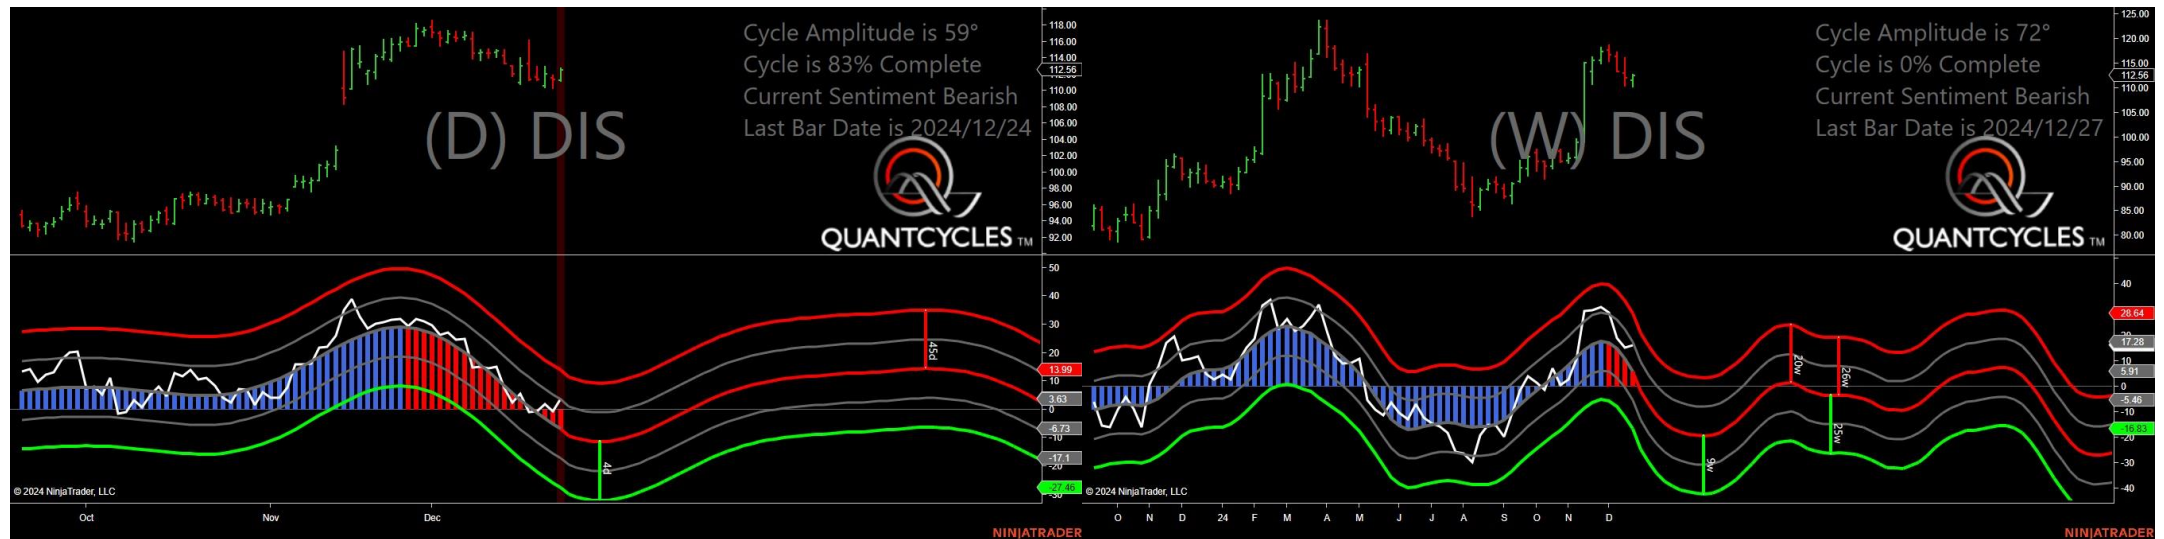 Cycle Amplitude is 59°
Cycle is 83% Complete
Current Sentiment Bearish
Last Bar Date is 2024/12/24
(D) DIS
QUANTCYCLES TM
118.00
116.00
114.00
112.56
110.00
108.00
106.00
104.00
102.00
100.00
98.00
96.00
94.00
92.00
50
40
30
20
13.99
10
3.63
0
-6.73
-10
-17.1
-20
-27.46
-30
45d
4d
© 2024 NinjaTrader, LLC
Oct Nov Dec
NINJATRADER
Cycle Amplitude is 72°
Cycle is 0% Complete
Current Sentiment Bearish
Last Bar Date is 2024/12/27
(W) DIS
QUANTCYCLES TM
125.00
120.00
115.00
112.56
110.00
105.00
100.00
95.00
90.00
85.00
80.00
40
28.64
20
17.28
10
5.91
0
-5.46
-10
-16.83
-20
-30
-40
20w
26w
25w
9w
© 2024 NinjaTrader, LLC
O N D 24 F M A M J J A S O N D
NINJATRADER